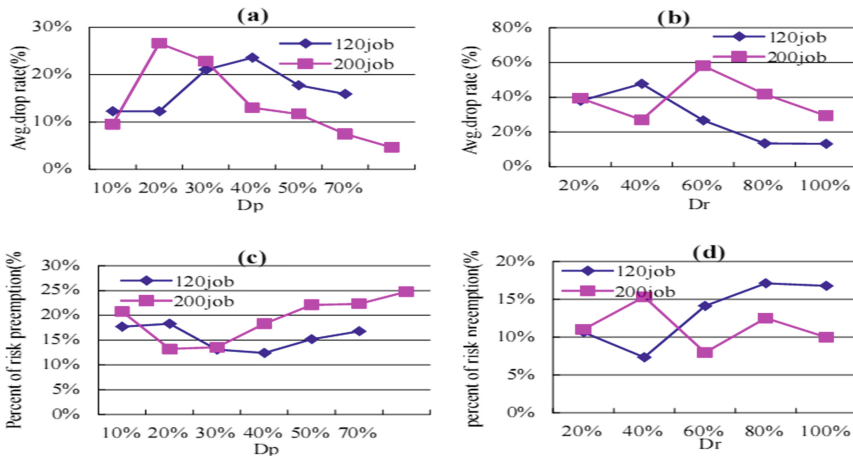 (a)
30%
20%
10%
0%
Avg.drop rate(%)
120job
200job
10% 20% 30% 40% 50% 70%
Dp
(b)
80%
60%
40%
20%
0%
Avg.drop rate (%)
120job
200job
20% 40% 60% 80% 100%
Dr
(c)
30%
25%
20%
15%
10%
5%
0%
Percent of risk preemption(%
120job
200job
10% 20% 30% 40% 50% 70%
Dp
(d)
20%
15%
10%
5%
0%
percent of risk preemption(%
120job
200job
20% 40% 60% 80% 100%
Dr